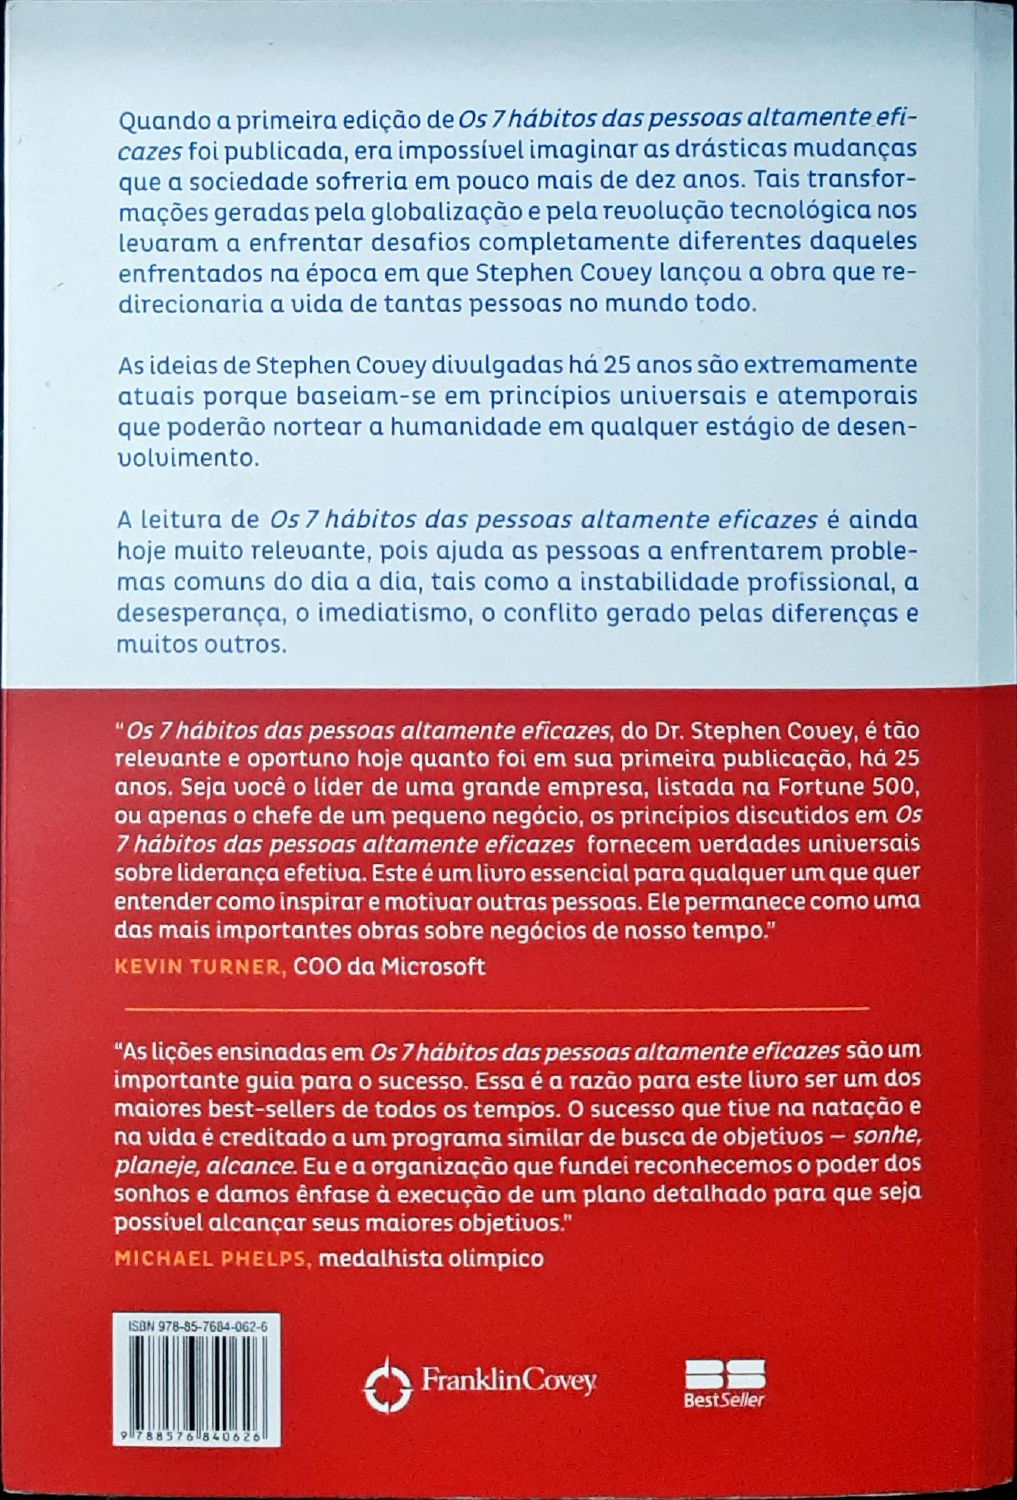 Quando a primeira edição de Os 7 hábitos das pessoas altamente efi-
cazes foi publicada, era impossível imaginar as drásticas mudanças
que a sociedade sofreria em pouco mais de dez anos. Tais transfor-
mações geradas pela globalização e pela revolução tecnológica nos
levaram a enfrentar desafios completamente diferentes daqueles
enfrentados na época em que Stephen Covey lançou a obra que re-
direcionaria a vida de tantas pessoas no mundo todo.
As ideias de Stephen Covey divulgadas há 25 anos são extremamente
atuais porque baseiam-se em princípios universais e atemporais
que poderão nortear a humanidade em qualquer estágio de desen-
volvimento.
A leitura de Os 7 hábitos das pessoas altamente eficazes é ainda
hoje muito relevante, pois ajuda as pessoas a enfrentarem proble-
mas comuns do dia a dia, tais como a instabilidade profissional, a
desesperança, o imediatismo, o conflito gerado pelas diferenças e
muitos outros.
“Os 7 hábitos das pessoas altamente eficazes, do Dr. Stephen Covey, é tão
relevante e oportuno hoje quanto foi em sua primeira publicação, há 25
anos. Seja você o líder de uma grande empresa, listada na Fortune 500,
ou apenas o chefe de um pequeno negócio, os princípios discutidos em Os
7 hábitos das pessoas altamente eficazes fornecem verdades universais
sobre liderança efetiva. Este é um livro essencial para qualquer um que quer
entender como inspirar e motivar outras pessoas. Ele permanece como uma
das mais importantes obras sobre negócios de nosso tempo.”
KEVIN TURNER, COO da Microsoft
“As lições ensinadas em Os 7 hábitos das pessoas altamente eficazes são um
importante guia para o sucesso. Essa é a razão para este livro ser um dos
maiores best-sellers de todos os tempos. O sucesso que tive na natação e
na vida é creditado a um programa similar de busca de objetivos – sonhe,
planeje, alcance. Eu e a organização que fundei reconhecemos o poder dos
sonhos e damos ênfase à execução de um plano detalhado para que seja
possível alcançar seus maiores objetivos.”
MICHAEL PHELPS, medalhista olímpico
ISBN 978-85-7684-062-6
9 788576 840626
FranklinCovey
BS
BestSeller